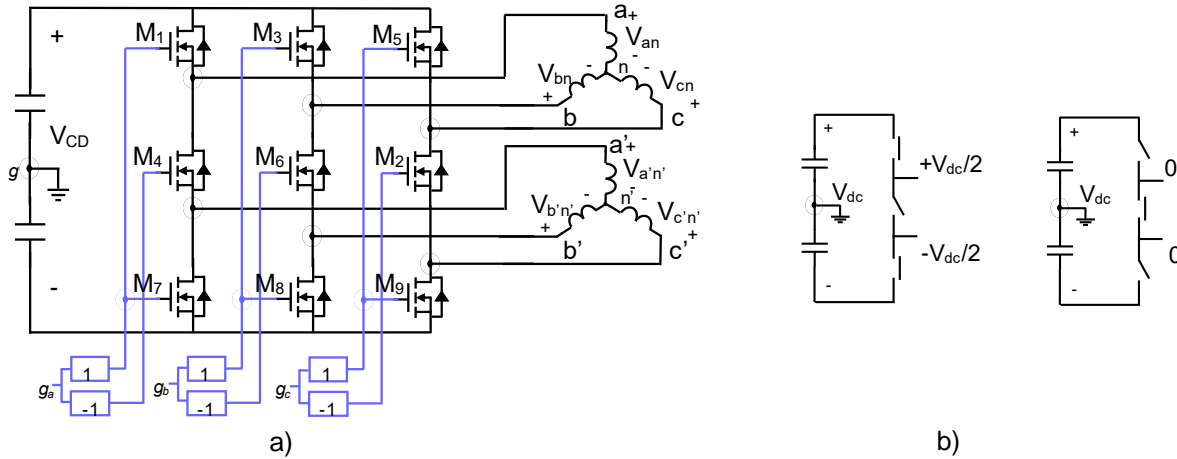 +
M1
M3
M5
a+
Van
Vbn
-
n
-
Vcn
+
b
c
+
VCD
g
M4
M6
M2
a'+
Va'n'
Vb'n'
-
n'
-
Vc'n'
+
b'
c'
+
-
M7
M8
M9
ga
1
-1
gb
1
-1
gc
1
-1
a)
+
+Vdc/2
Vdc
-Vdc/2
-
+
0
Vdc
0
-
b)